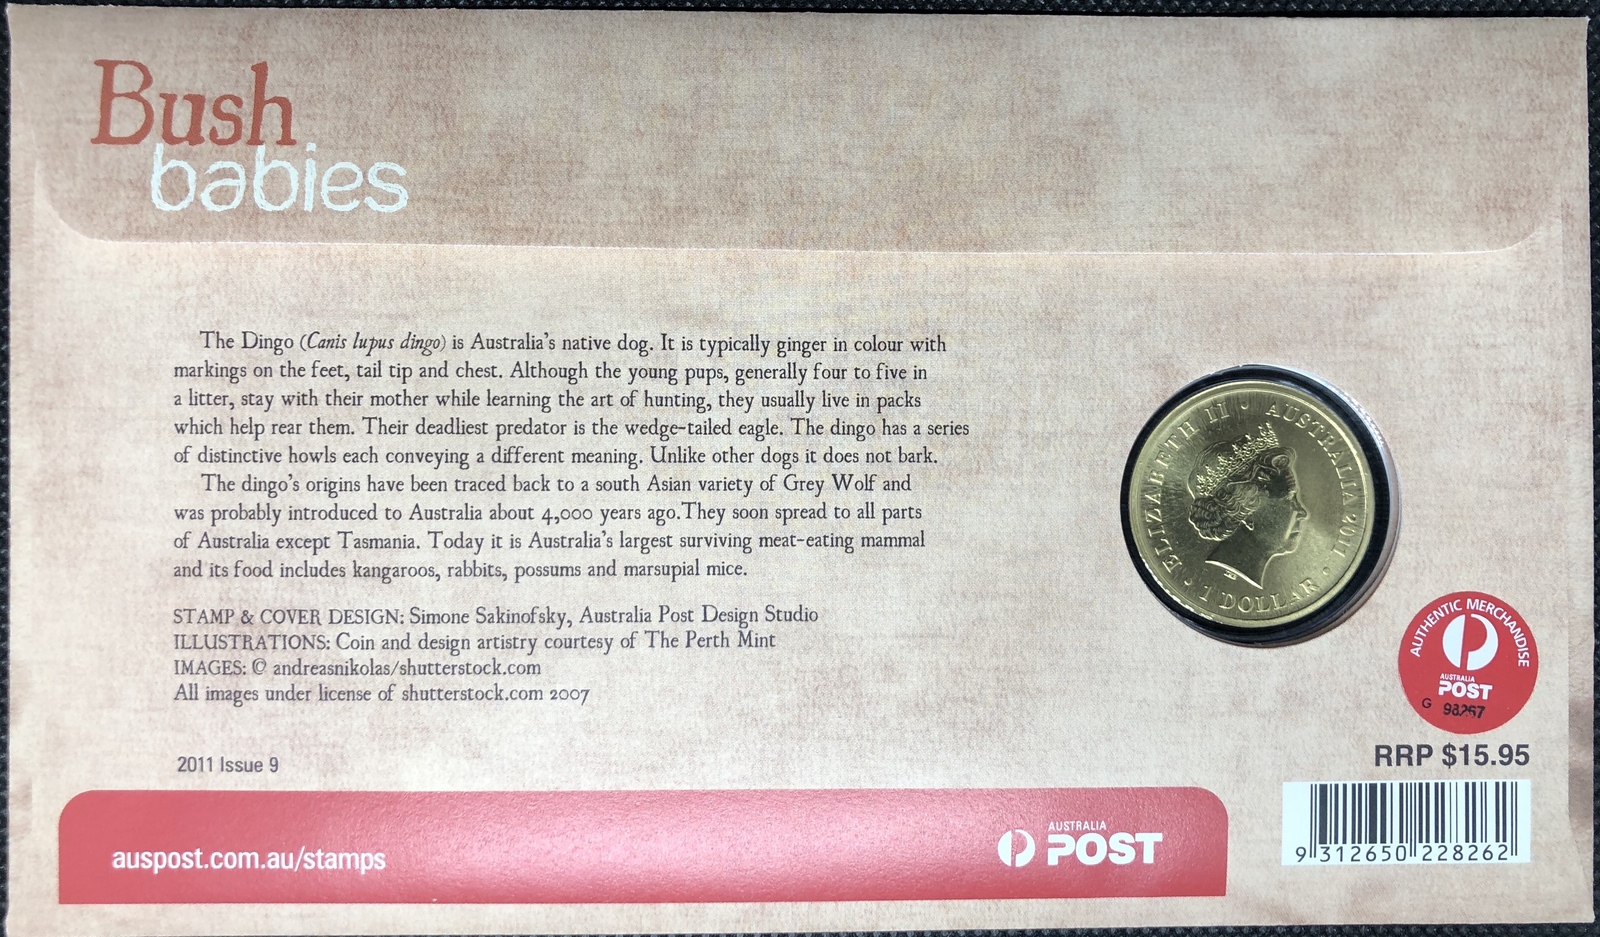 Bush
babies
The Dingo (Canis lupus dingo) is Australia's native dog. It is typically ginger in colour with
markings on the feet, tail tip and chest. Although the young pups, generally four to five in
a litter, stay with their mother while learning the art of hunting, they usually live in packs
which help rear them. Their deadliest predator is the wedge-tailed eagle. The dingo has a series
of distinctive howls each conveying a different meaning. Unlike other dogs it does not bark.
The dingo's origins have been traced back to a south Asian variety of Grey Wolf and
was probably introduced to Australia about 4,000 years ago.They soon spread to all parts
of Australia except Tasmania. Today it is Australia's largest surviving meat-eating mammal
and its food includes kangaroos, rabbits, possums and marsupial mice.
STAMP & COVER DESIGN: Simone Sakinofsky, Australia Post Design Studio
ILLUSTRATIONS: Coin and design artistry courtesy of The Perth Mint
IMAGES: © andreasnikolas/shutterstock.com
All images under license of shutterstock.com 2007
2011 Issue 9
ELIZABETH II · AUSTRALIA 2011
· 1 DOLLAR ·
AUTHENTIC MERCHANDISE
AUSTRALIA
POST
G 98267
RRP $15.95
9 312650 228262
auspost.com.au/stamps
AUSTRALIA
POST